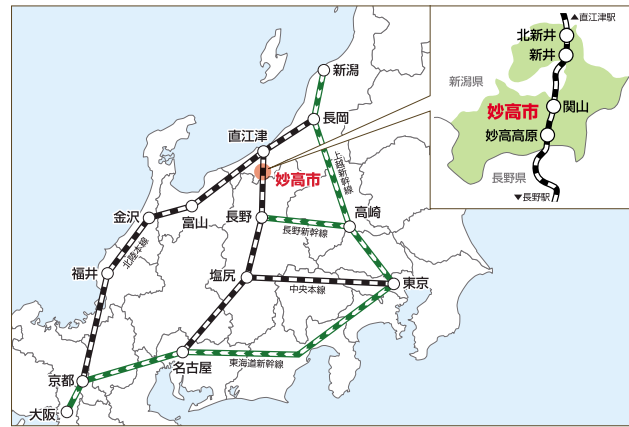 新潟
長岡
直江津
上越新幹線
妙高市
金沢
富山
長野
長野新幹線
高崎
北陸本線
福井
塩尻
中央本線
東京
名古屋
東海道新幹線
京都
大阪
▲直江津駅
北新井
新井
新潟県
妙高市
関山
妙高高原
長野県
▼長野駅